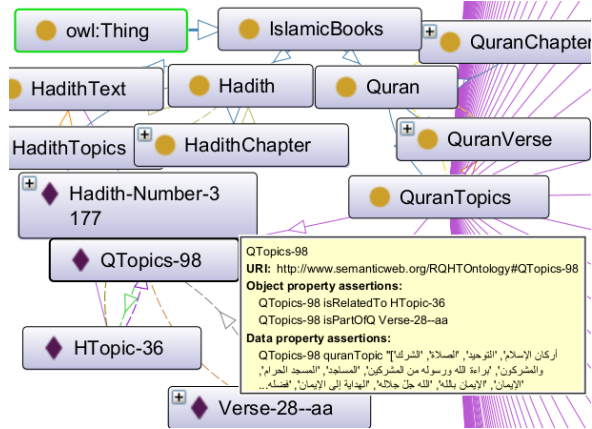 owl:Thing
IslamicBooks
QuranChapter
HadithText
Hadith
Quran
HadithTopics
HadithChapter
QuranVerse
Hadith-Number-3
177
QuranTopics
QTopics-98
HTopic-36
Verse-28--aa
QTopics-98
URI: http://www.semanticweb.org/RQHTOntology#QTopics-98
Object property assertions:
QTopics-98 isRelatedTo HTopic-36
QTopics-98 isPartOfQ Verse-28--aa
Data property assertions:
QTopics-98 quranTopic "['أركان الإسلام', 'التوحيد', 'الصلاة', 'الشرك
والمشركون', 'براءة الله ورسوله من المشركين', 'المساجد', 'المسجد الحرام',
'الإيمان', 'الإيمان بالله', 'الله جلّ جلاله', 'الهداية إلى الإيمان', 'فضله...